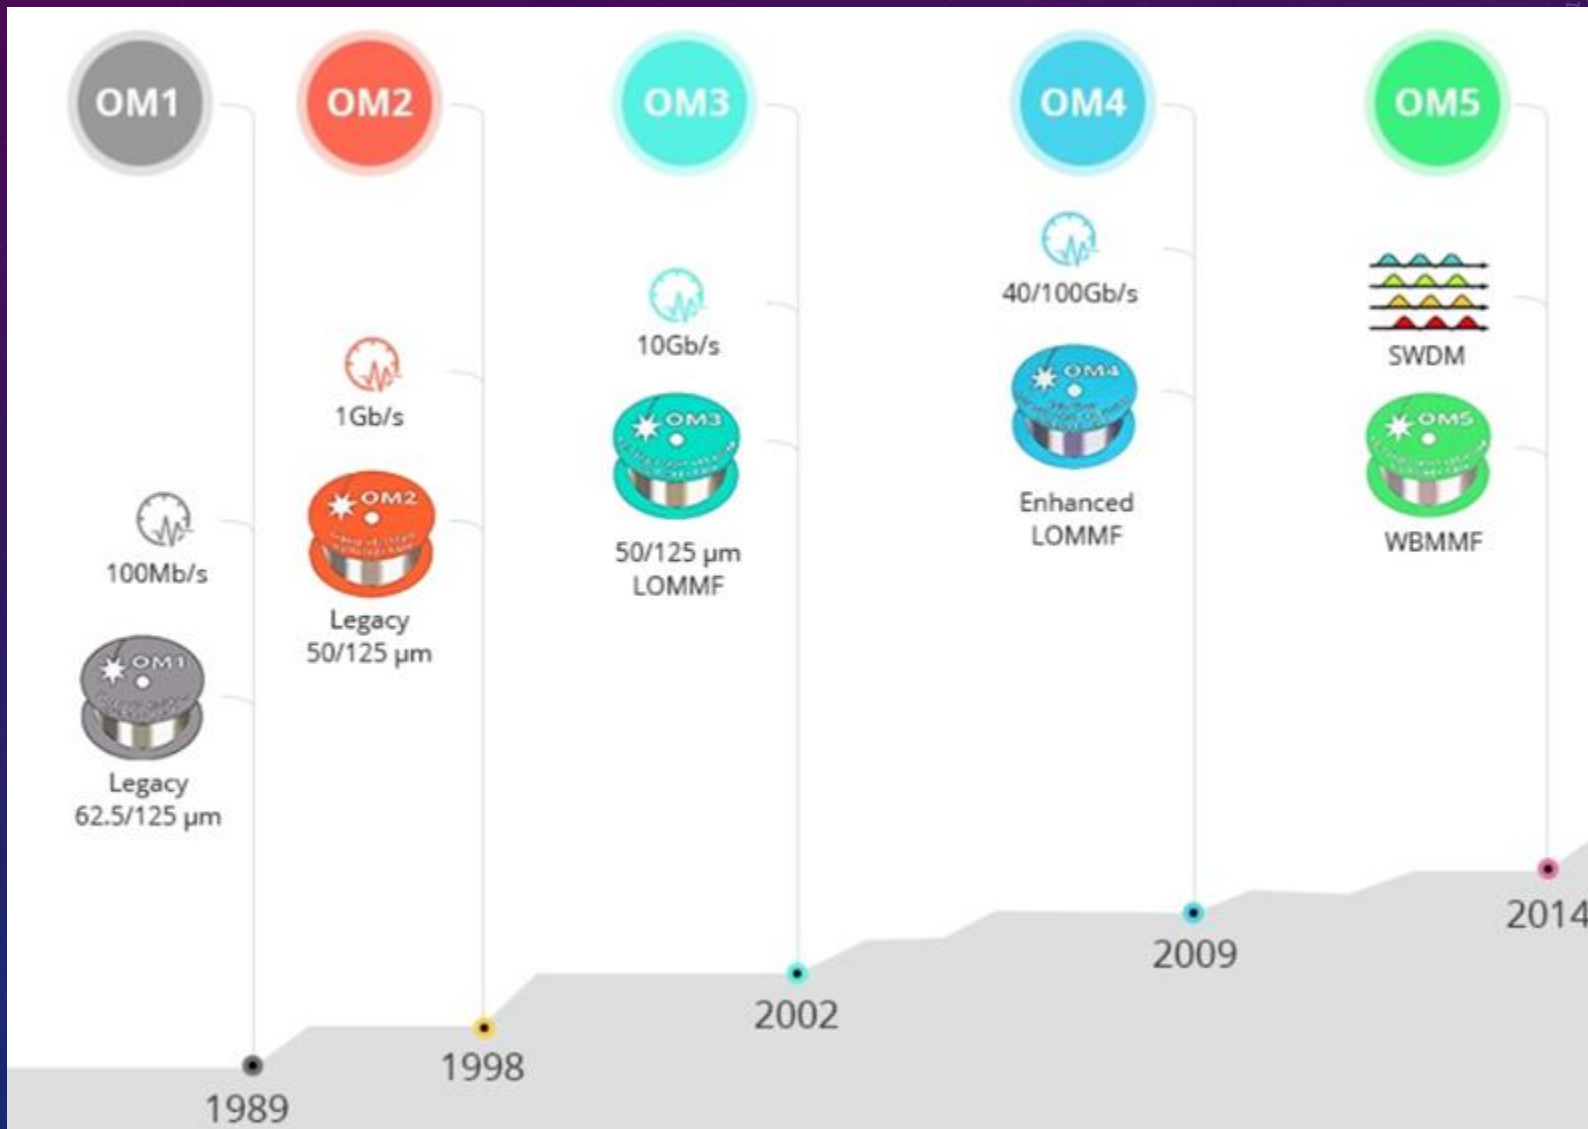 OM1
OM2
OM3
OM4
OM5
100Mb/s
OM1
Legacy
62.5/125 µm
1Gb/s
OM2
Legacy
50/125 µm
10Gb/s
OM3
50/125 µm
LOMMF
40/100Gb/s
OM4
Enhanced
LOMMF
SWDM
OM5
WBMMF
1989
1998
2002
2009
2014